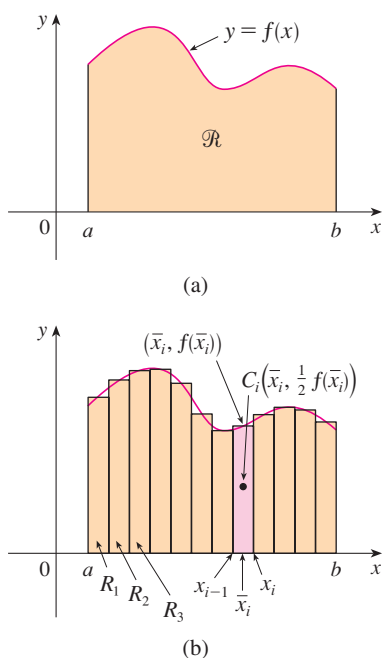 y
y = f(x)
ℛ
0 a b x
(a)
y
(x̅ᵢ, f(x̅ᵢ))
Cᵢ(x̅ᵢ, ½ f(x̅ᵢ))
0 a b x
R₁ R₂ R₃ xᵢ₋₁ x̅ᵢ xᵢ
(b)